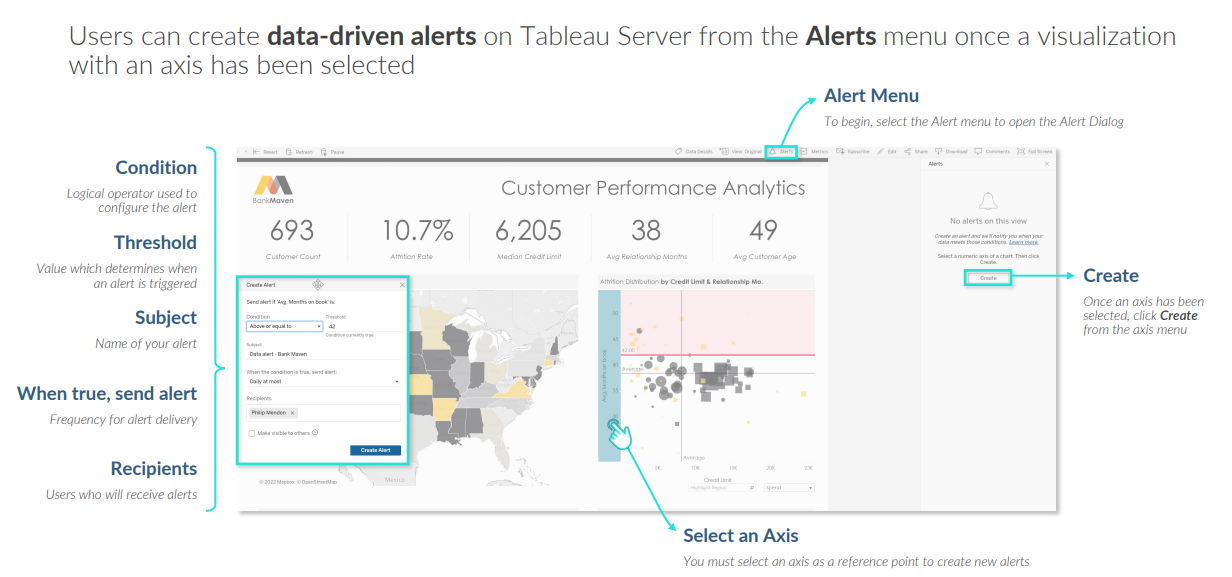 Users can create data-driven alerts on Tableau Server from the Alerts menu once a visualization
with an axis has been selected
Alert Menu
To begin, select the Alert menu to open the Alert Dialog
Condition
Logical operator used to
configure the alert
Threshold
Value which determines when
an alert is triggered
Subject
Name of your alert
When true, send alert
Frequency for alert delivery
Recipients
Users who will receive alerts
Revert
Refresh
Pause
Data Details
View: Original
Alerts
Metrics
Subscribe
Edit
Share
Download
Comments
Full Screen
BankMaven
Customer Performance Analytics
693
Customer Count
10.7%
Attrition Rate
6,205
Median Credit Limit
38
Avg Relationship Months
49
Avg Customer Age
Create Alert
Send alert if 'Avg. Months on book' is:
Condition
Above or equal to
Threshold
42
Condition currently true
Subject
Data alert - Bank Maven
When the condition is true, send alert:
Daily at most
Recipients
Philip Mendon ×
Make visible to others
Create Alert
Mexico
© 2022 Mapbox © OpenStreetMap
Attrition Distribution by Credit Limit & Relationship Mo.
Avg. Months on book
50
45
42.00
Average
40
35
30
Average
5K
10K
15K
20K
Credit Limit
Highlight Region
Alerts
No alerts on this view
Create an alert and we'll notify you when your
data meets those conditions. Learn more.
Select a numeric axis of a chart. Then click
Create.
Create
Create
Once an axis has been
selected, click Create
from the axis menu
Select an Axis
You must select an axis as a reference point to create new alerts